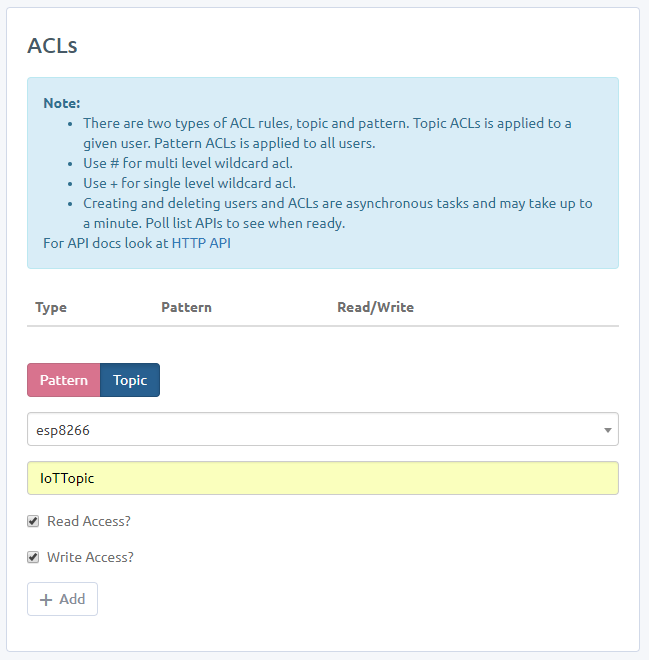 ACLs
Note:
• There are two types of ACL rules, topic and pattern. Topic ACLs is applied to a
given user. Pattern ACLs is applied to all users.
• Use # for multi level wildcard acl.
• Use + for single level wildcard acl.
• Creating and deleting users and ACLs are asynchronous tasks and may take up to
a minute. Poll list APIs to see when ready.
For API docs look at HTTP API
Type Pattern Read/Write
Pattern Topic
esp8266
IoTTopic
Read Access?
Write Access?
+ Add